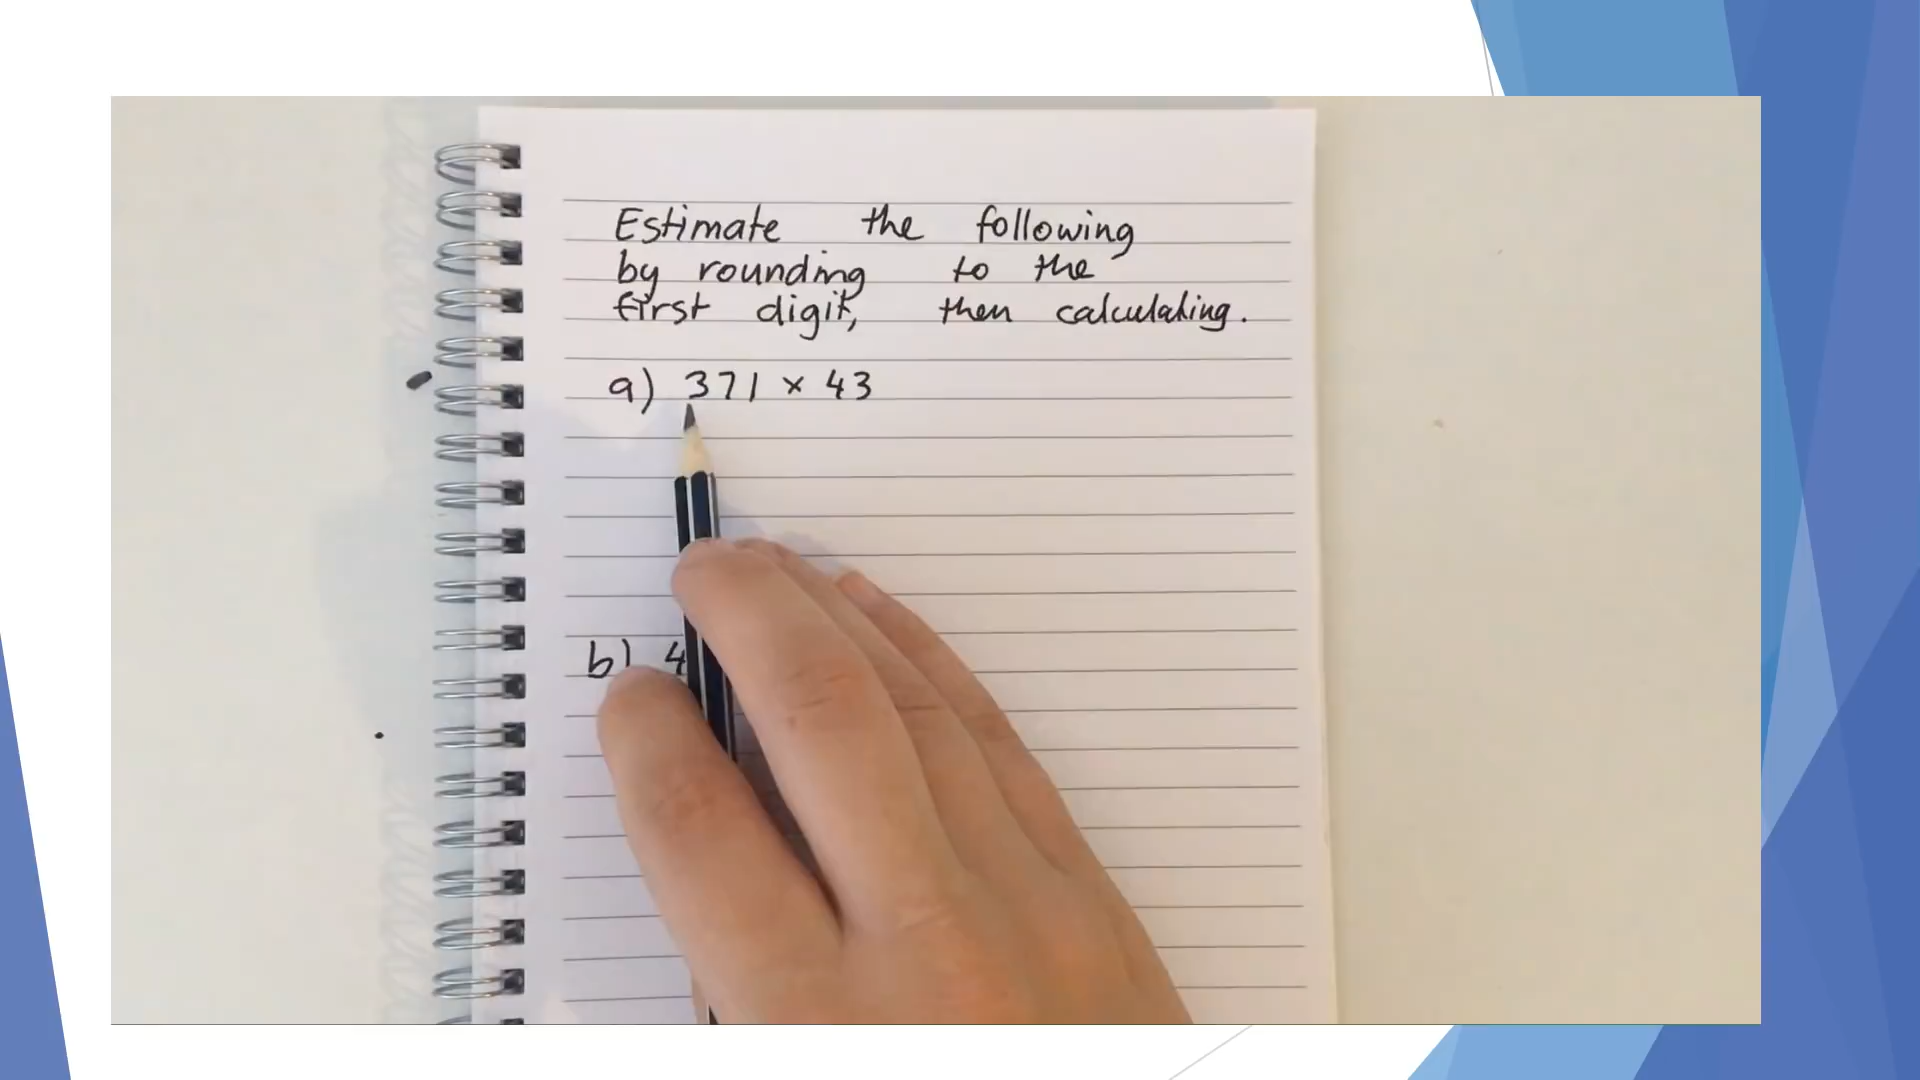 Estimate the following
by rounding to the
first digit, then calculating.
a) 371 × 43
b) 4